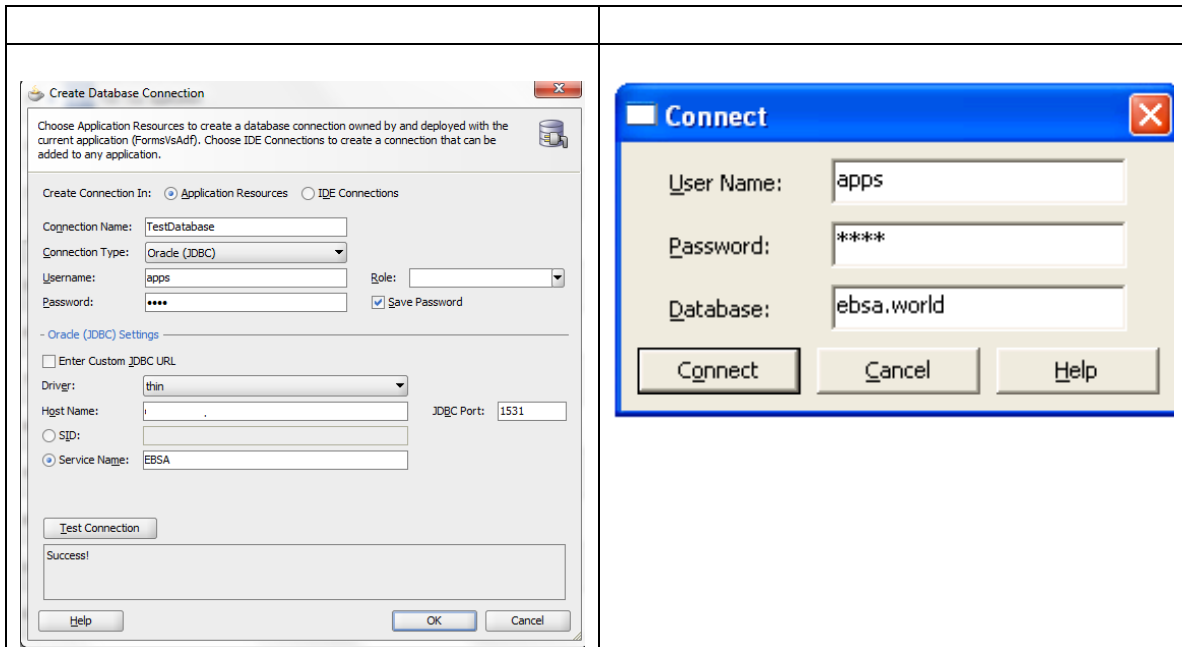 Create Database Connection
Choose Application Resources to create a database connection owned by and deployed with the
current application (FormsVsAdf). Choose IDE Connections to create a connection that can be
added to any application.
Create Connection In: Application Resources IDE Connections
Connection Name: TestDatabase
Connection Type: Oracle (JDBC)
Username: apps Role:
Password: •••• Save Password
- Oracle (JDBC) Settings
Enter Custom JDBC URL
Driver: thin
Host Name: JDBC Port: 1531
SID:
Service Name: EBSA
Test Connection
Success!
Help OK Cancel
Connect
User Name: apps
Password: ****
Database: ebsa.world
Connect Cancel Help